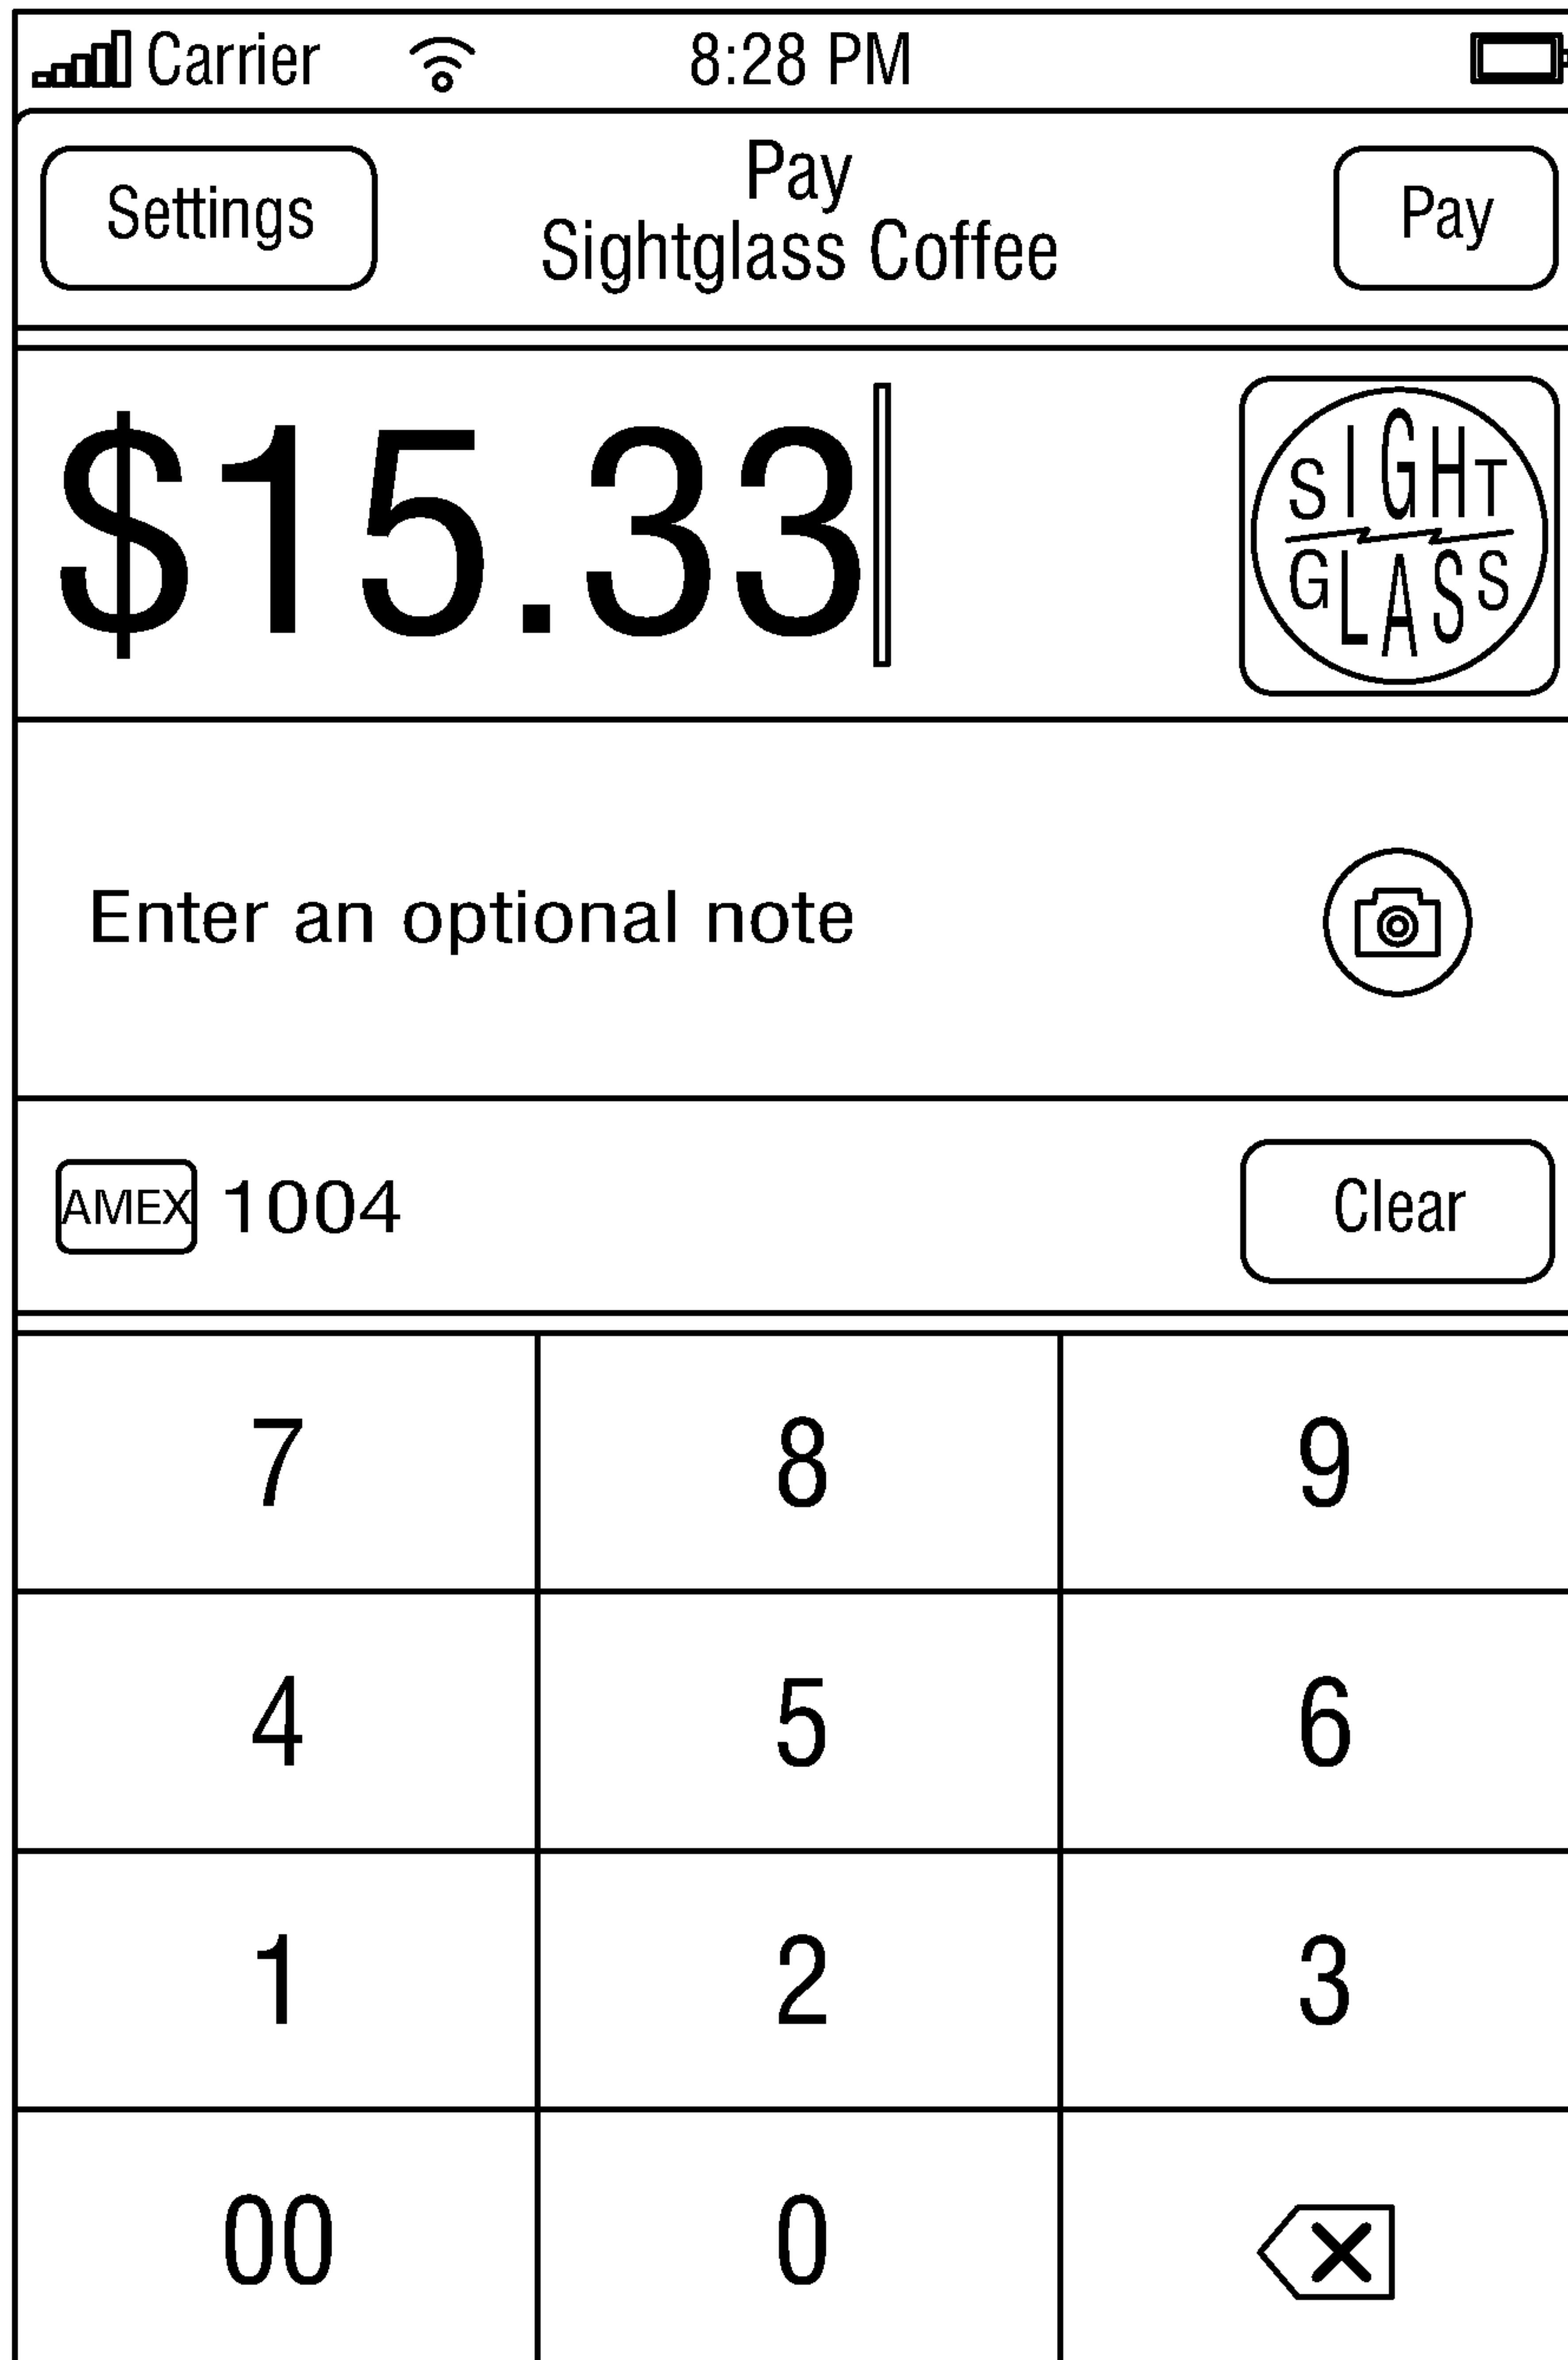 Carrier 8:28 PM
Settings
Pay
Sightglass Coffee
Pay
$15.33
SIGHT
GLASS
Enter an optional note
AMEX 1004
Clear
7 8 9
4 5 6
1 2 3
00 0